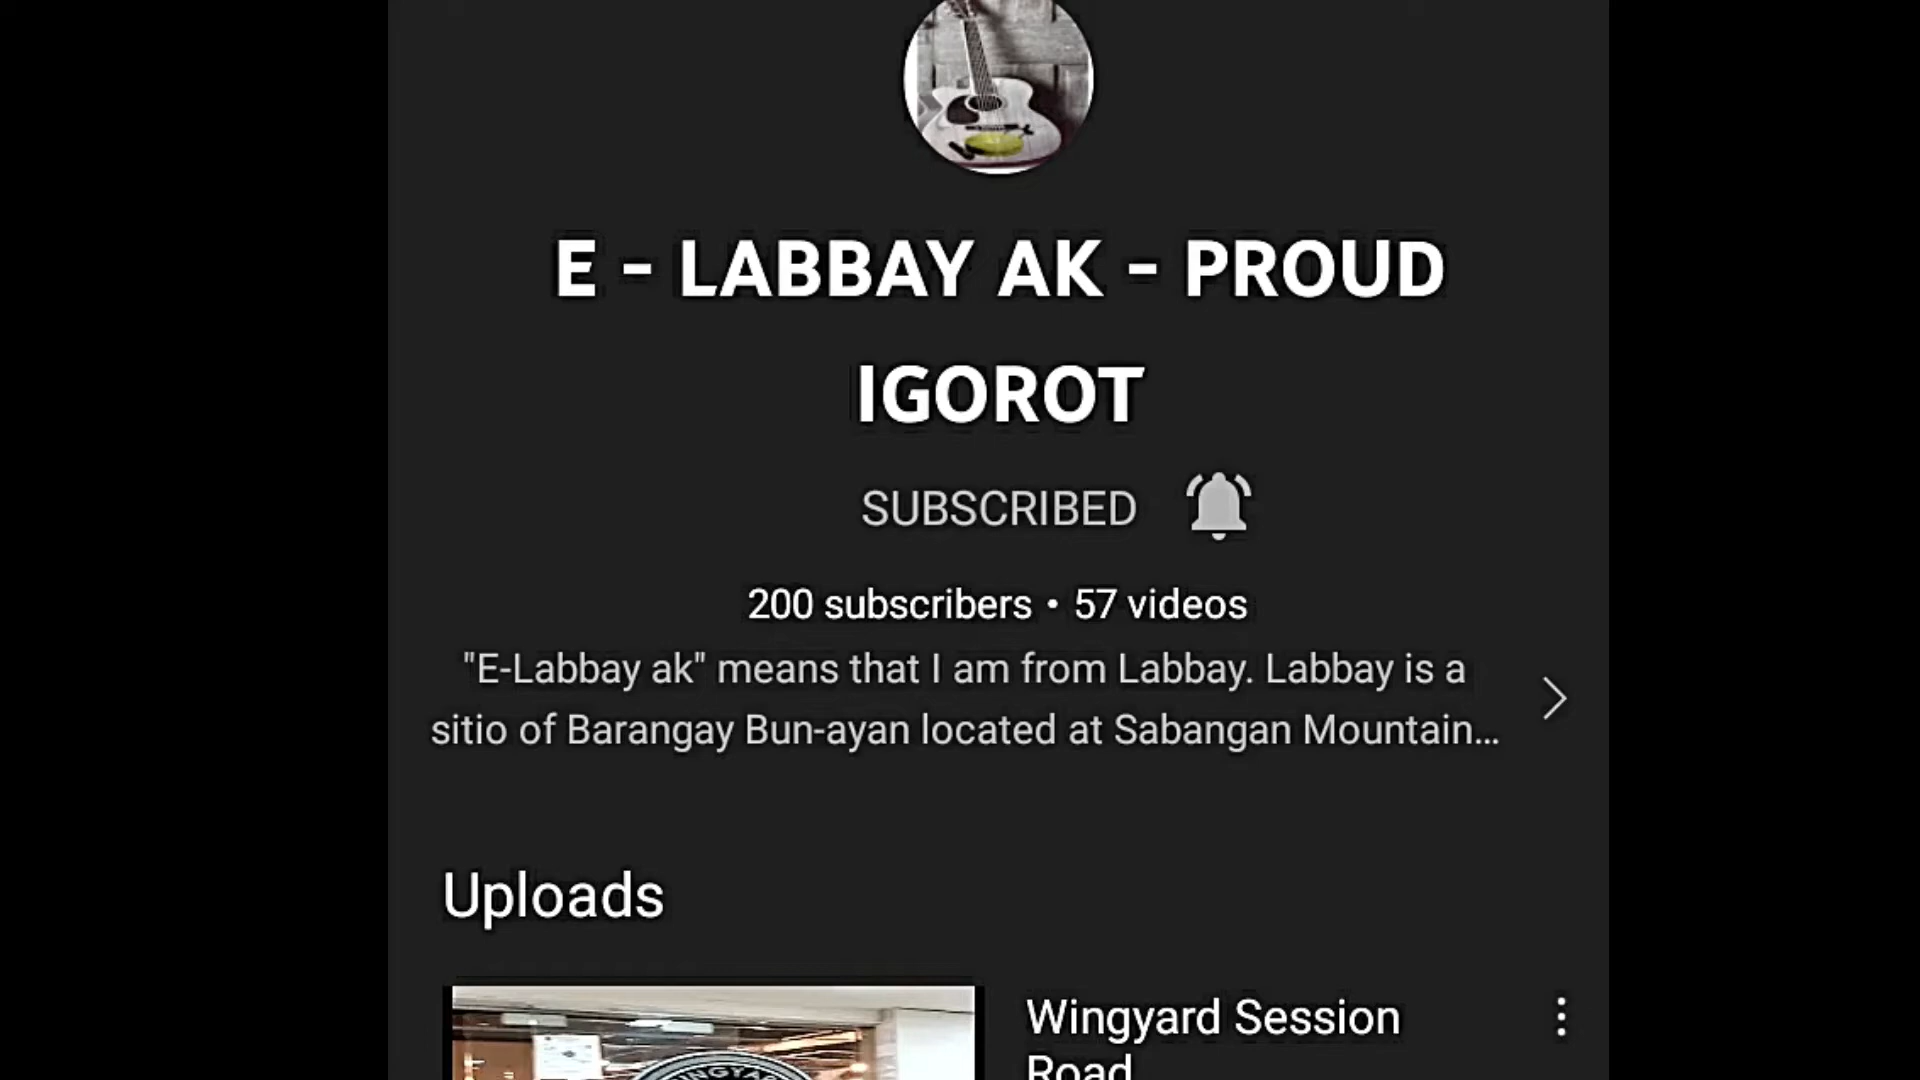 E - LABBAY AK - PROUD
IGOROT
SUBSCRIBED
200 subscribers • 57 videos
"E-Labbay ak" means that I am from Labbay. Labbay is a
sitio of Barangay Bun-ayan located at Sabangan Mountain...
Uploads
Wingyard Session
Road